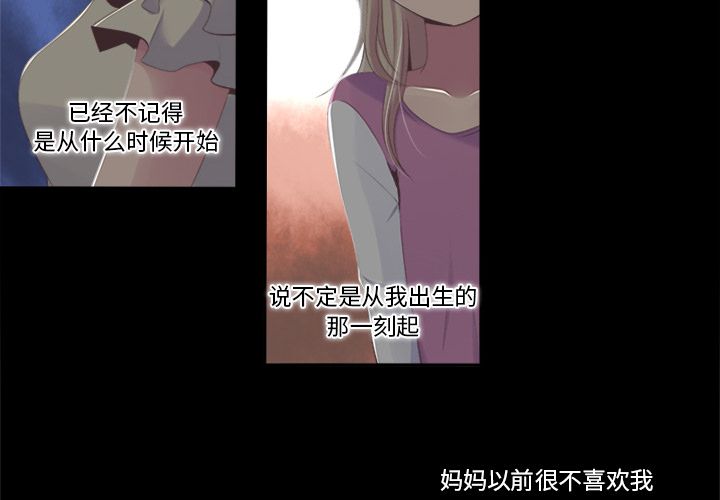 已经不记得
是从什么时候开始
说不定是从我出生的
那一刻起
妈妈以前很不喜欢我